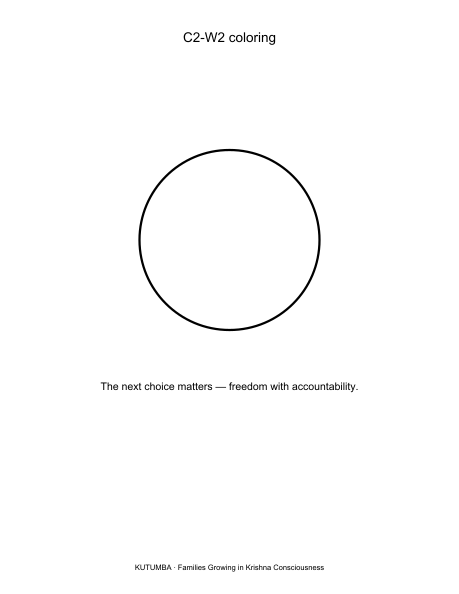 C2-W2 coloring
The next choice matters — freedom with accountability.
KUTUMBA · Families Growing in Krishna Consciousness